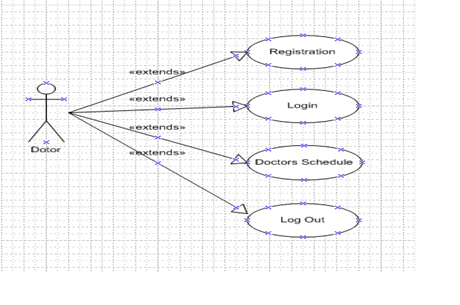 Registration
«extends»
«extends»
Login
«extends»
Dotor
«extends»
Doctors Schedule
Log Out